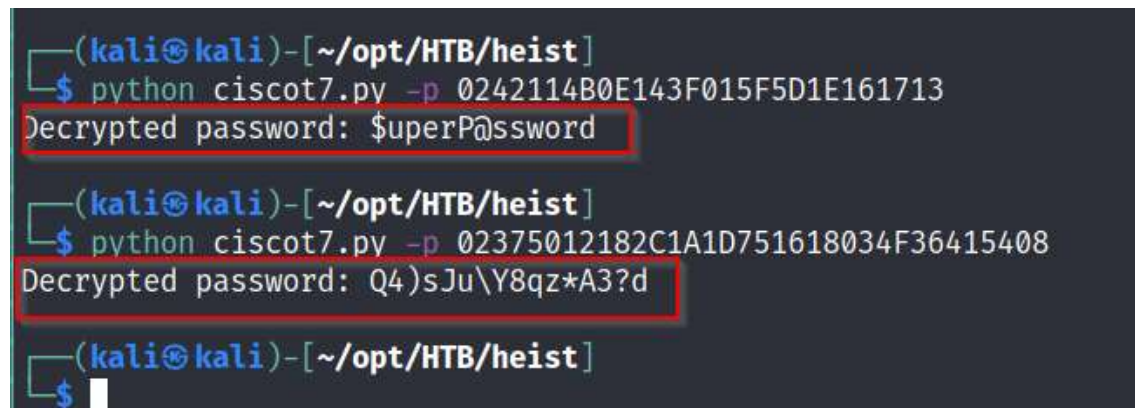 ┌──(kali㉿kali)-[~/opt/HTB/heist]
└─$ python ciscot7.py -p 0242114B0E143F015F5D1E161713
Decrypted password: $uperP@ssword
┌──(kali㉿kali)-[~/opt/HTB/heist]
└─$ python ciscot7.py -p 02375012182C1A1D751618034F36415408
Decrypted password: Q4)sJu\Y8qz*A3?d
┌──(kali㉿kali)-[~/opt/HTB/heist]
└─$